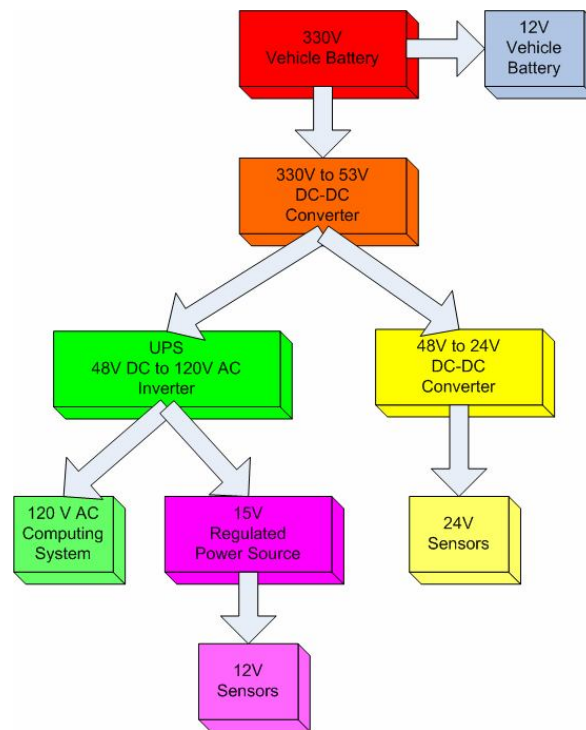 330V
Vehicle Battery
12V
Vehicle
Battery
330V to 53V
DC-DC
Converter
UPS
48V DC to 120V AC
Inverter
48V to 24V
DC-DC
Converter
120 V AC
Computing
System
15V
Regulated
Power Source
24V
Sensors
12V
Sensors